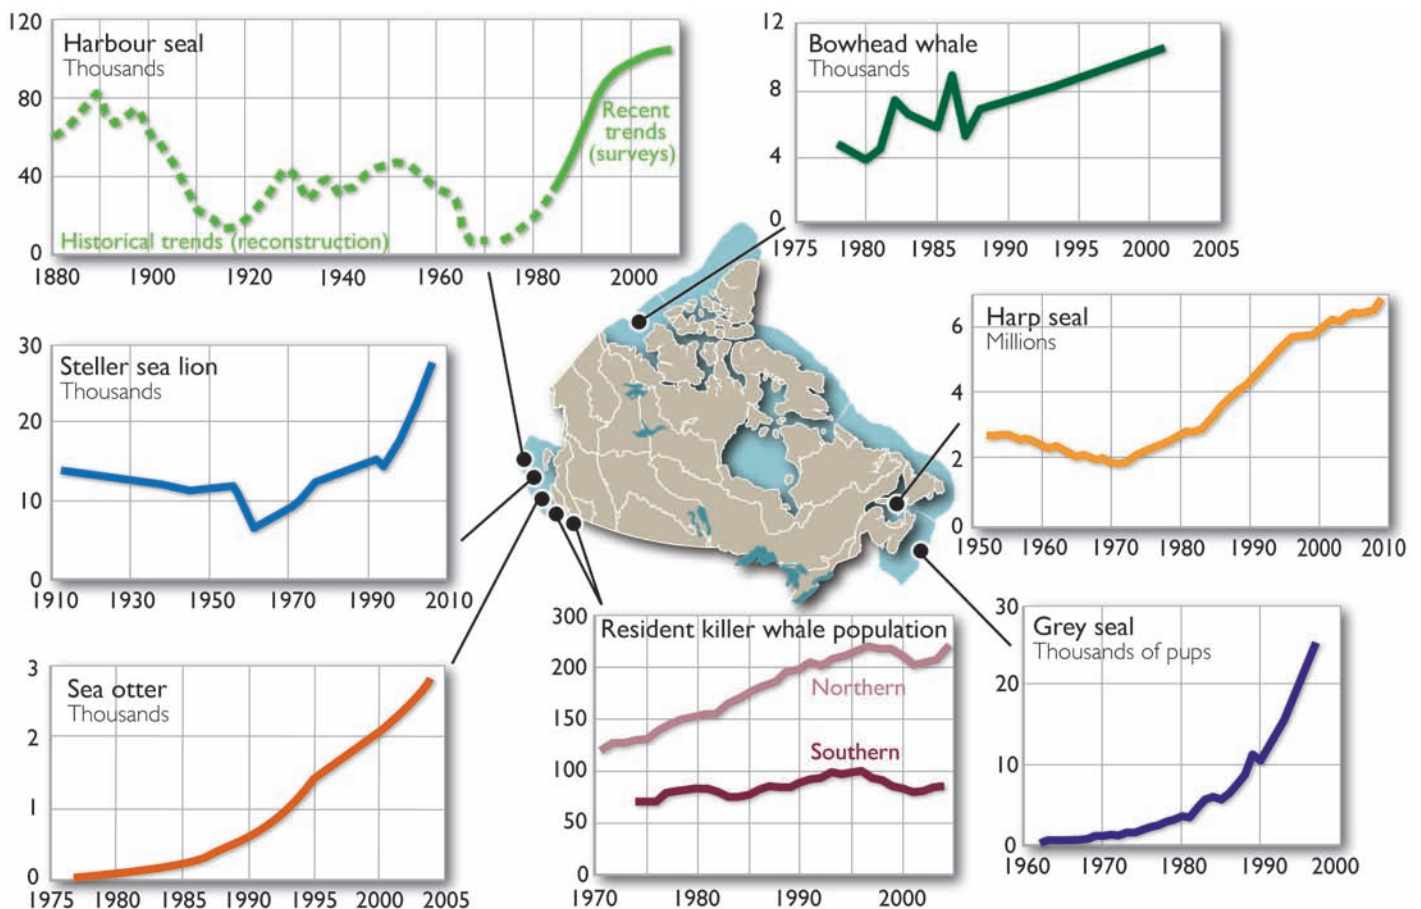 120
80
40
0
Harbour seal
Thousands
Recent
trends
(surveys)
Historical trends (reconstruction)
1880 1900 1920 1940 1960 1980 2000
12
8
4
0
Bowhead whale
Thousands
1975 1980 1985 1990 1995 2001 2005
30
20
10
0
Steller sea lion
Thousands
1910 1930 1950 1970 1990 2010
6
4
2
0
Harp seal
Millions
1952 1960 1970 1980 1990 2000 2010
3
2
1
0
Sea otter
Thousands
1975 1980 1985 1990 1995 2000 2005
300
200
150
100
50
0
Resident killer whale population
Northern
Southern
1970 1980 1990 2000
30
20
10
0
Grey seal
Thousands of pups
1960 1970 1980 1990 2000